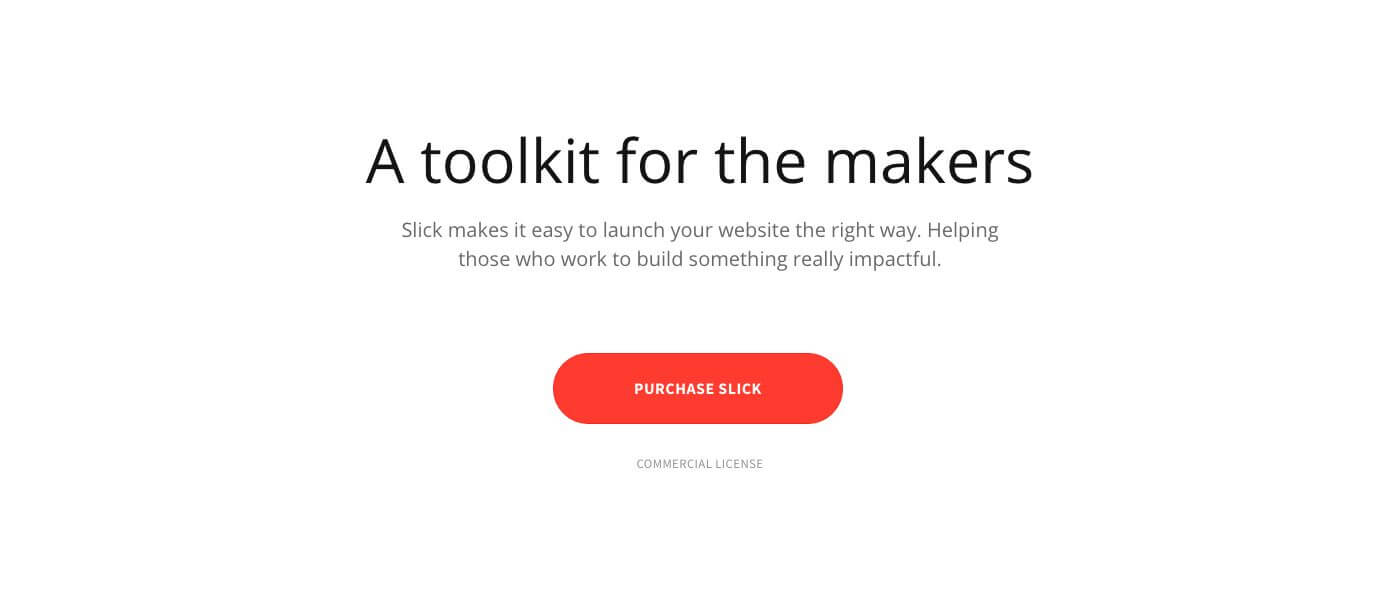 A toolkit for the makers
Slick makes it easy to launch your website the right way. Helping
those who work to build something really impactful.
PURCHASE SLICK
COMMERCIAL LICENSE